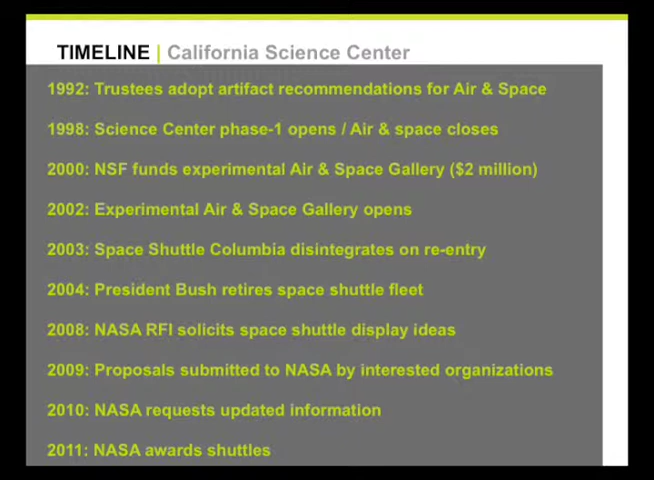 TIMELINE | California Science Center
1992: Trustees adopt artifact recommendations for Air & Space
1998: Science Center phase-1 opens / Air & space closes
2000: NSF funds experimental Air & Space Gallery ($2 million)
2002: Experimental Air & Space Gallery opens
2003: Space Shuttle Columbia disintegrates on re-entry
2004: President Bush retires space shuttle fleet
2008: NASA RFI solicits space shuttle display ideas
2009: Proposals submitted to NASA by interested organizations
2010: NASA requests updated information
2011: NASA awards shuttles